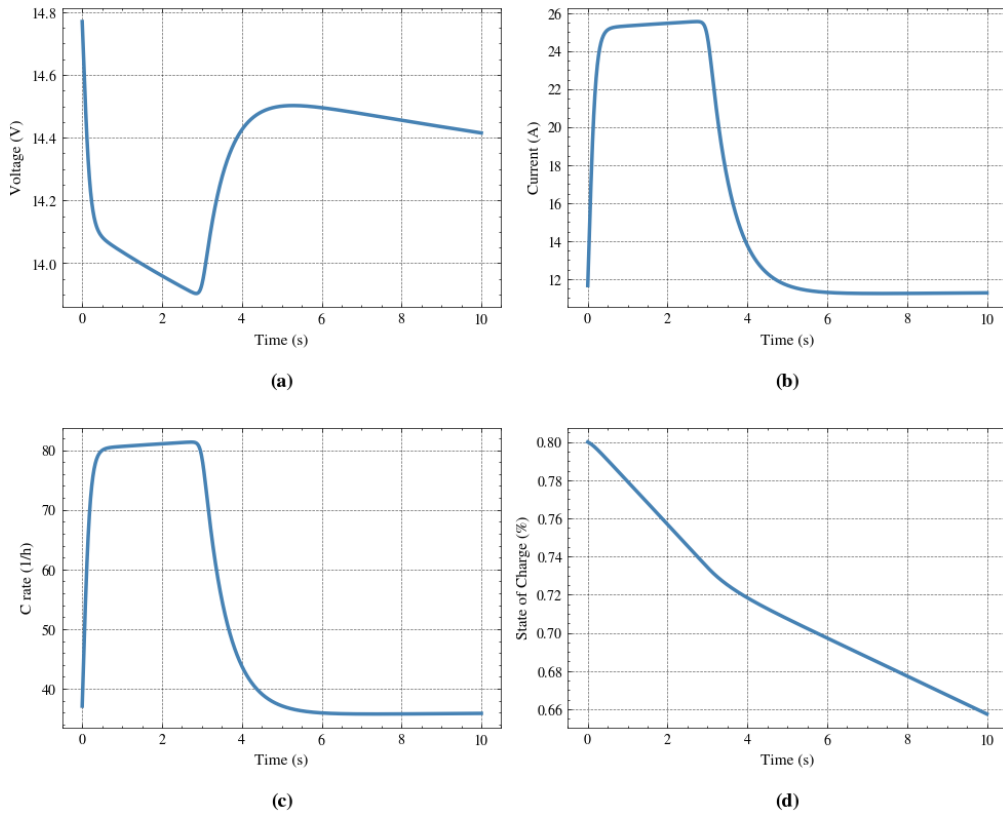 14.8
14.6
14.4
14.2
14.0
Voltage (V)
0 2 4 6 8 10
Time (s)
(a)
26
24
22
20
18
16
14
12
Current (A)
0 2 4 6 8 10
Time (s)
(b)
80
70
60
50
40
C rate (1/h)
0 2 4 6 8 10
Time (s)
(c)
0.80
0.78
0.76
0.74
0.72
0.70
0.68
0.66
State of Charge (%)
0 2 4 6 8 10
Time (s)
(d)